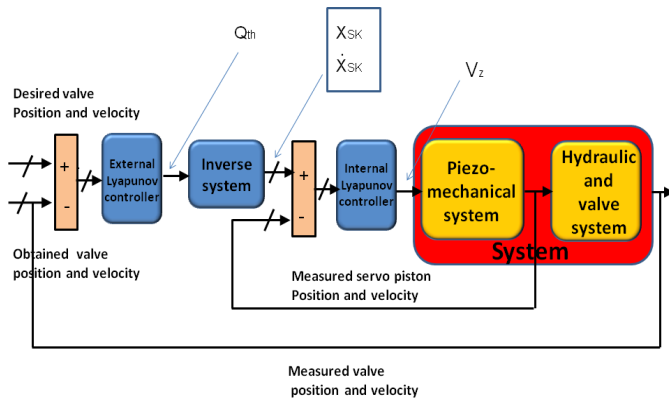 Qth
XSK
ẊSK
Vz
Desired valve
Position and velocity
+
-
External
Lyapunov
controller
Inverse
system
+
-
Internal
Lyapunov
controller
Piezo-
mechanical
system
Hydraulic
and
valve
system
System
Obtained valve
position and velocity
Measured servo piston
Position and velocity
Measured valve
position and velocity